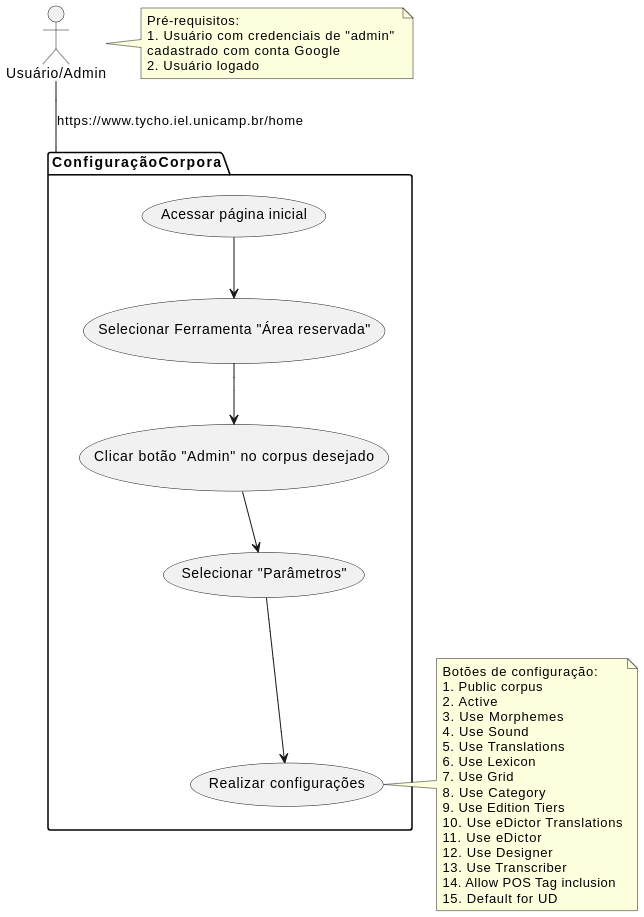 Pré-requisitos:
1. Usuário com credenciais de "admin"
cadastrado com conta Google
2. Usuário logado
Usuário/Admin
https://www.tycho.iel.unicamp.br/home
ConfiguraçãoCorpora
Acessar página inicial
Selecionar Ferramenta "Área reservada"
Clicar botão "Admin" no corpus desejado
Selecionar "Parâmetros"
Realizar configurações
Botões de configuração:
1. Public corpus
2. Active
3. Use Morphemes
4. Use Sound
5. Use Translations
6. Use Lexicon
7. Use Grid
8. Use Category
9. Use Edition Tiers
10. Use eDictor Translations
11. Use eDictor
12. Use Designer
13. Use Transcriber
14. Allow POS Tag inclusion
15. Default for UD